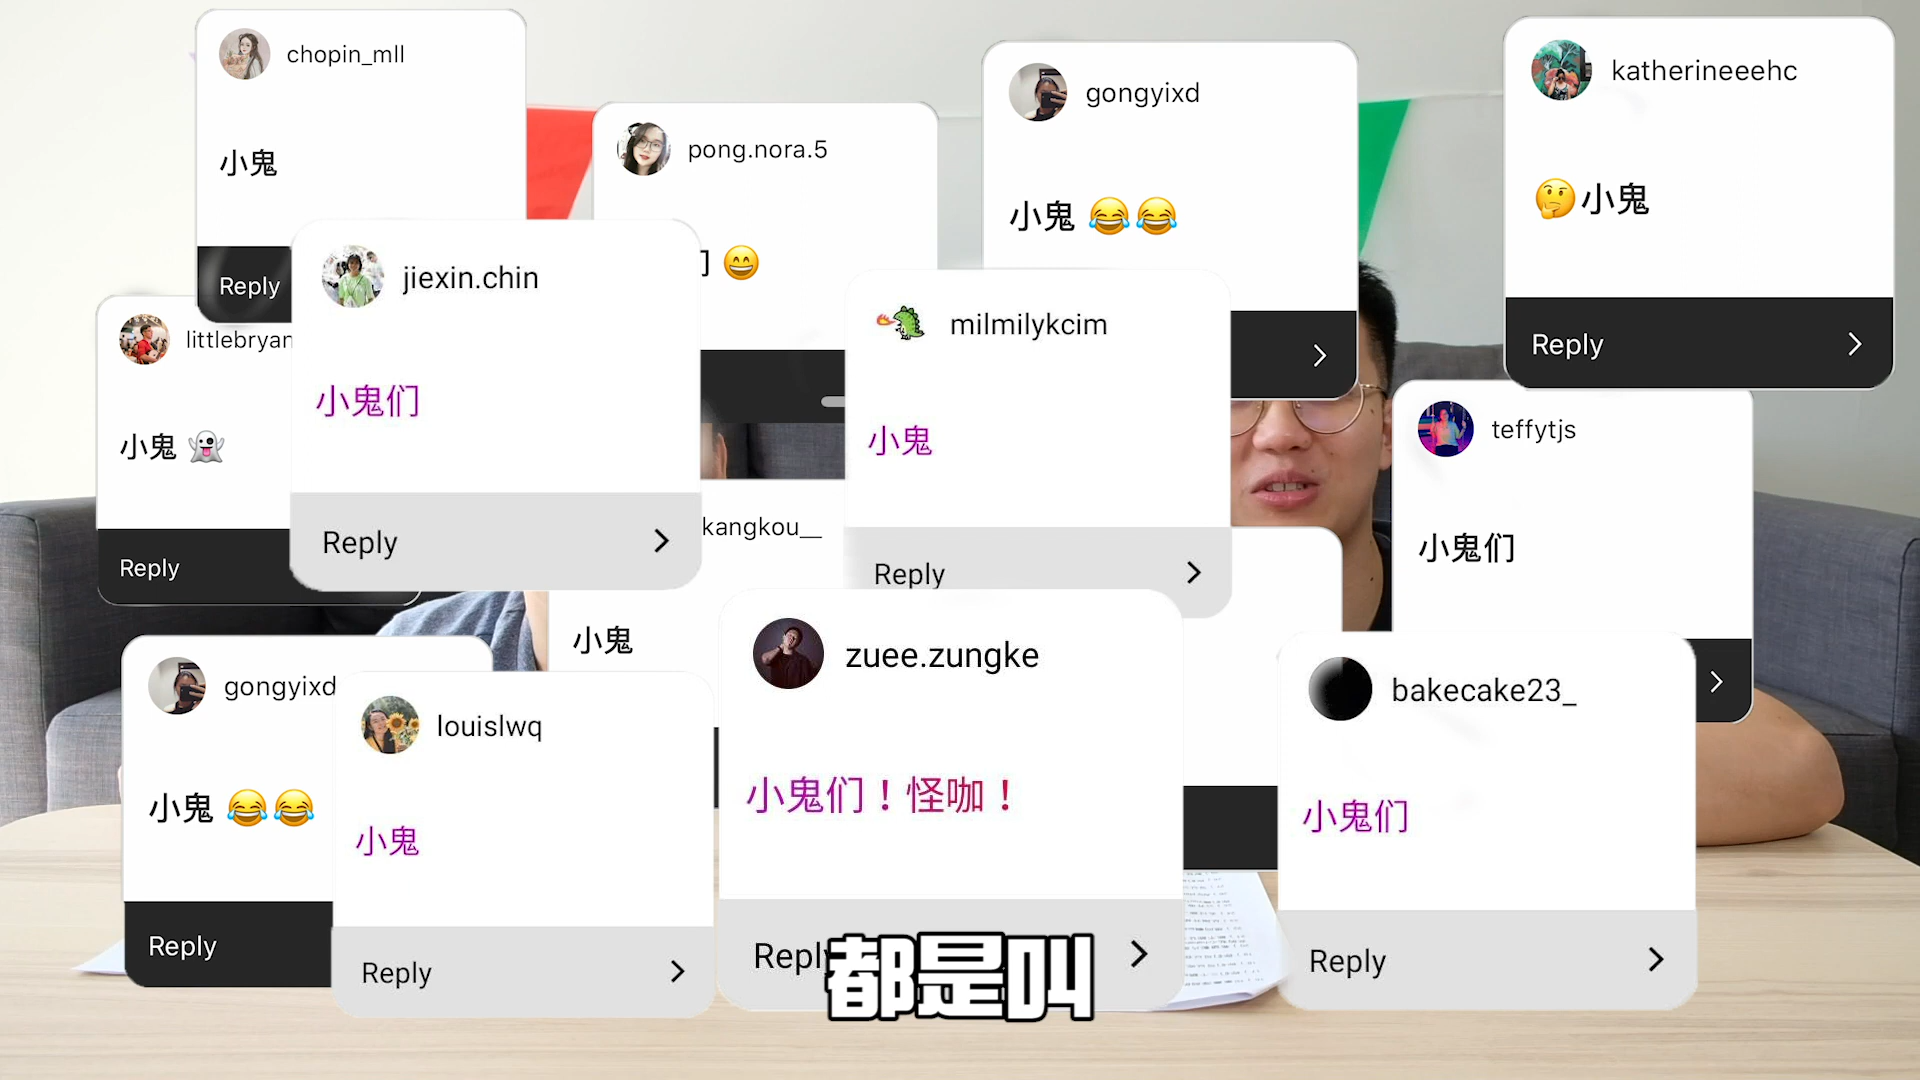 chopin_mll
小鬼
Reply
pong.nora.5
😄
gongyixd
小鬼 😂😂
katherineeehc
🤔小鬼
Reply
littlebryan
小鬼 👻
Reply
jiexin.chin
小鬼们
Reply
milmilykcim
小鬼
Reply
teffytjs
小鬼们
kangkou__
小鬼
gongyixd
小鬼 😂😂
Reply
louislwq
小鬼
Reply
zuee.zungke
小鬼们！怪咖！
Reply
bakecake23_
小鬼们
Reply
都是叫